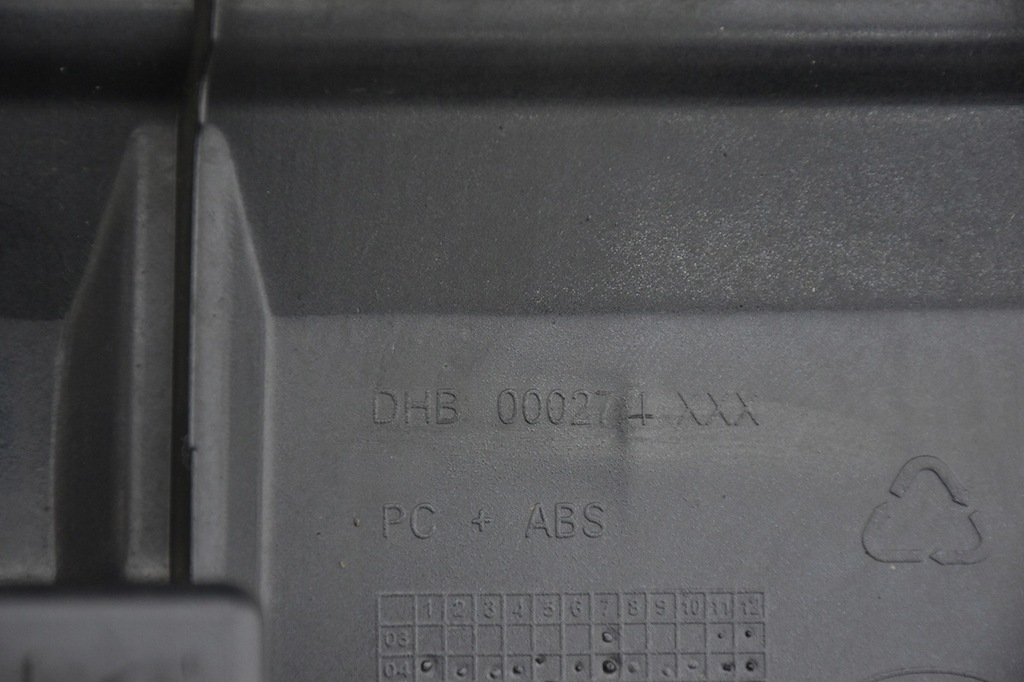 DHB 000274 XXX
PC + ABS
1 2 3 4 5 6 7 8 9 10 11 12
03
04